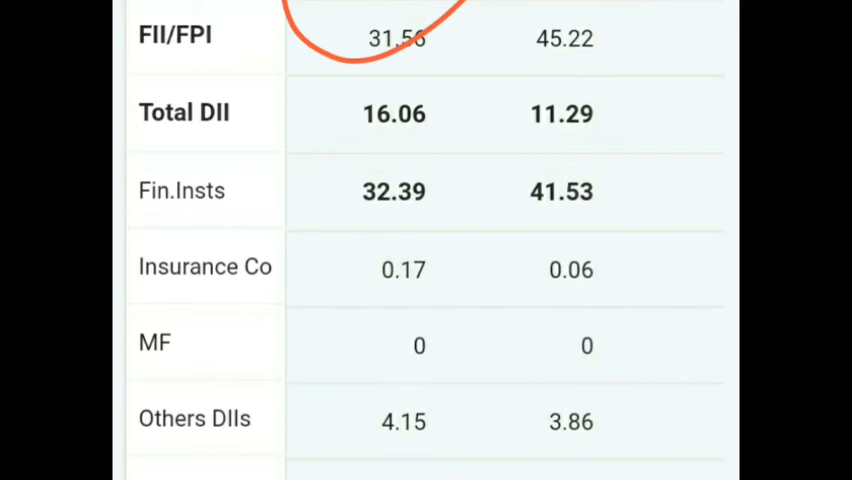 FII/FPI 31.56 45.22
Total DII 16.06 11.29
Fin.Insts 32.39 41.53
Insurance Co 0.17 0.06
MF 0 0
Others DIIs 4.15 3.86